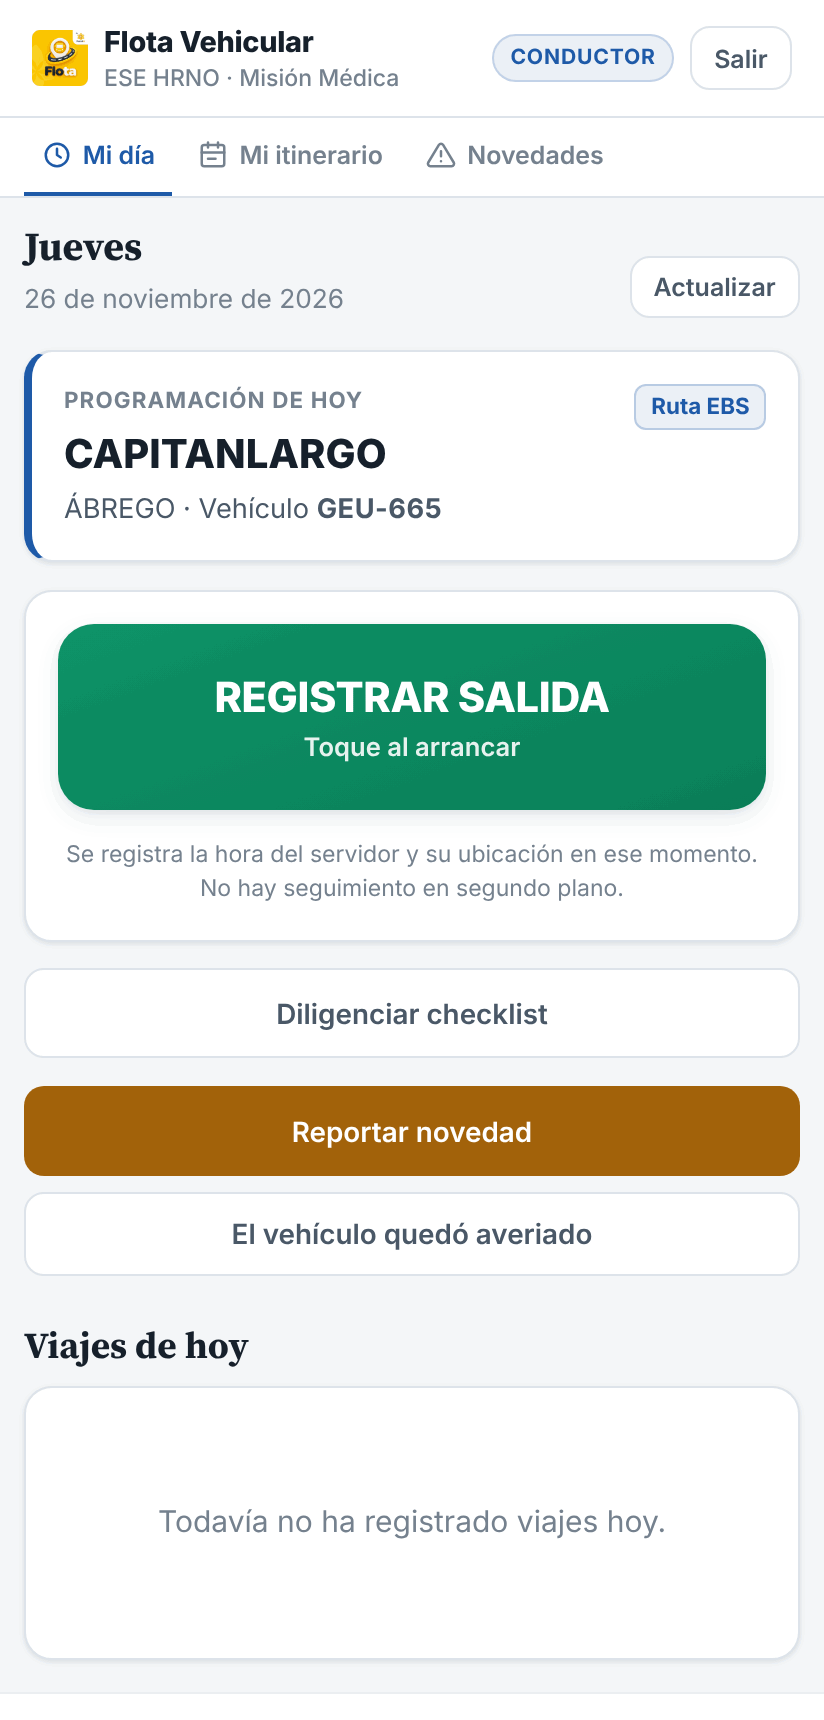 Flota
Flota Vehicular
ESE HRNO · Misión Médica
CONDUCTOR
Salir
Mi día
Mi itinerario
Novedades
Jueves
26 de noviembre de 2026
Actualizar
PROGRAMACIÓN DE HOY
Ruta EBS
CAPITANLARGO
ÁBREGO · Vehículo GEU-665
REGISTRAR SALIDA
Toque al arrancar
Se registra la hora del servidor y su ubicación en ese momento.
No hay seguimiento en segundo plano.
Diligenciar checklist
Reportar novedad
El vehículo quedó averiado
Viajes de hoy
Todavía no ha registrado viajes hoy.